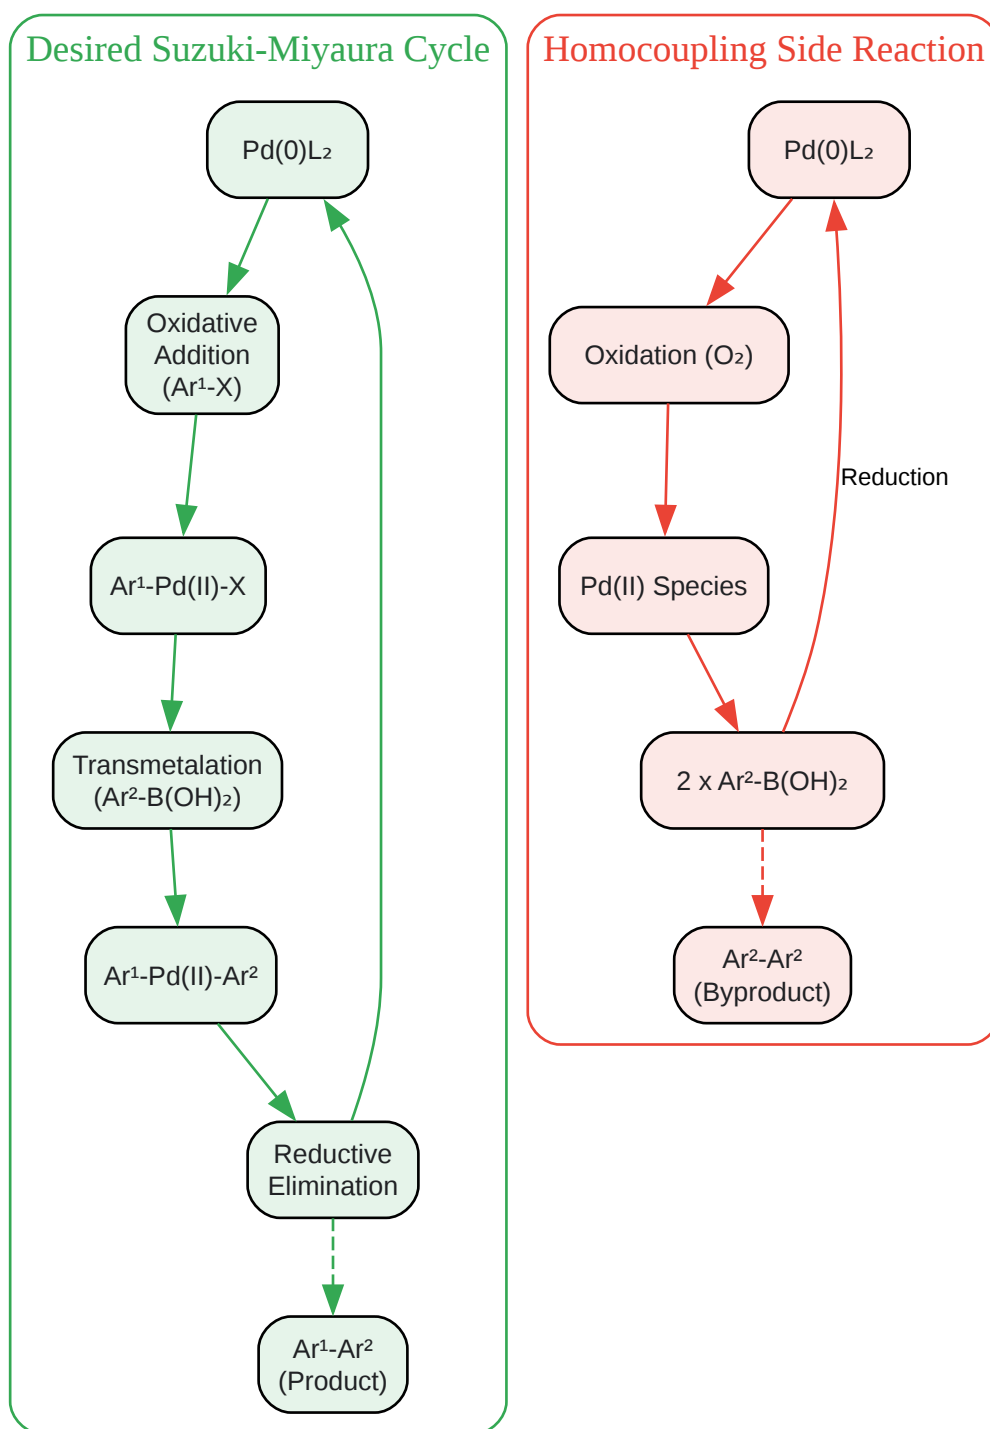 Desired Suzuki-Miyaura Cycle
Pd(0)L₂
Oxidative
Addition
(Ar¹-X)
Ar¹-Pd(II)-X
Transmetalation
(Ar²-B(OH)₂)
Ar¹-Pd(II)-Ar²
Reductive
Elimination
Ar¹-Ar²
(Product)
Homocoupling Side Reaction
Pd(0)L₂
Oxidation (O₂)
Reduction
Pd(II) Species
2 x Ar²-B(OH)₂
Ar²-Ar²
(Byproduct)